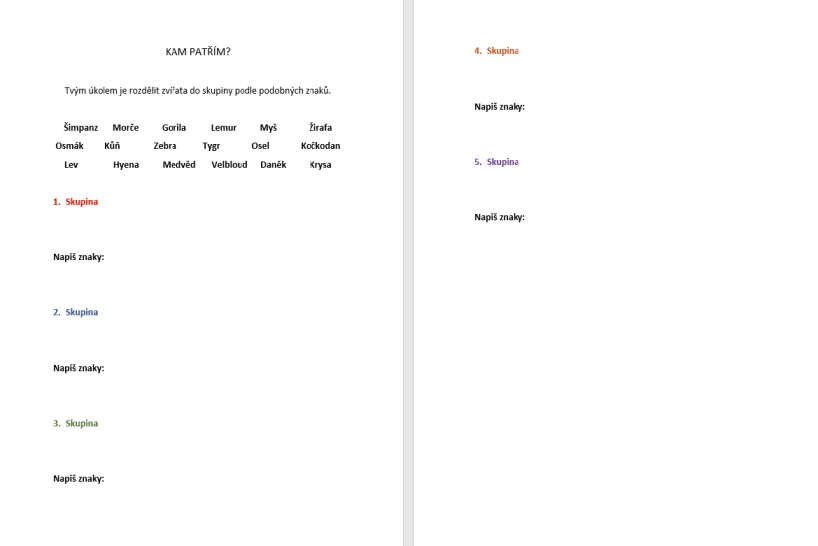 KAM PATŘÍM?
Tvým úkolem je rozdělit zvířata do skupiny podle podobných znaků.
Šimpanz Morče Gorila Lemur Myš Žirafa
Osmák Kůň Zebra Tygr Osel Kočkodan
Lev Hyena Medvěd Velbloud Daněk Krysa
1. Skupina
Napiš znaky:
2. Skupina
Napiš znaky:
3. Skupina
Napiš znaky:
4. Skupina
Napiš znaky:
5. Skupina
Napiš znaky: